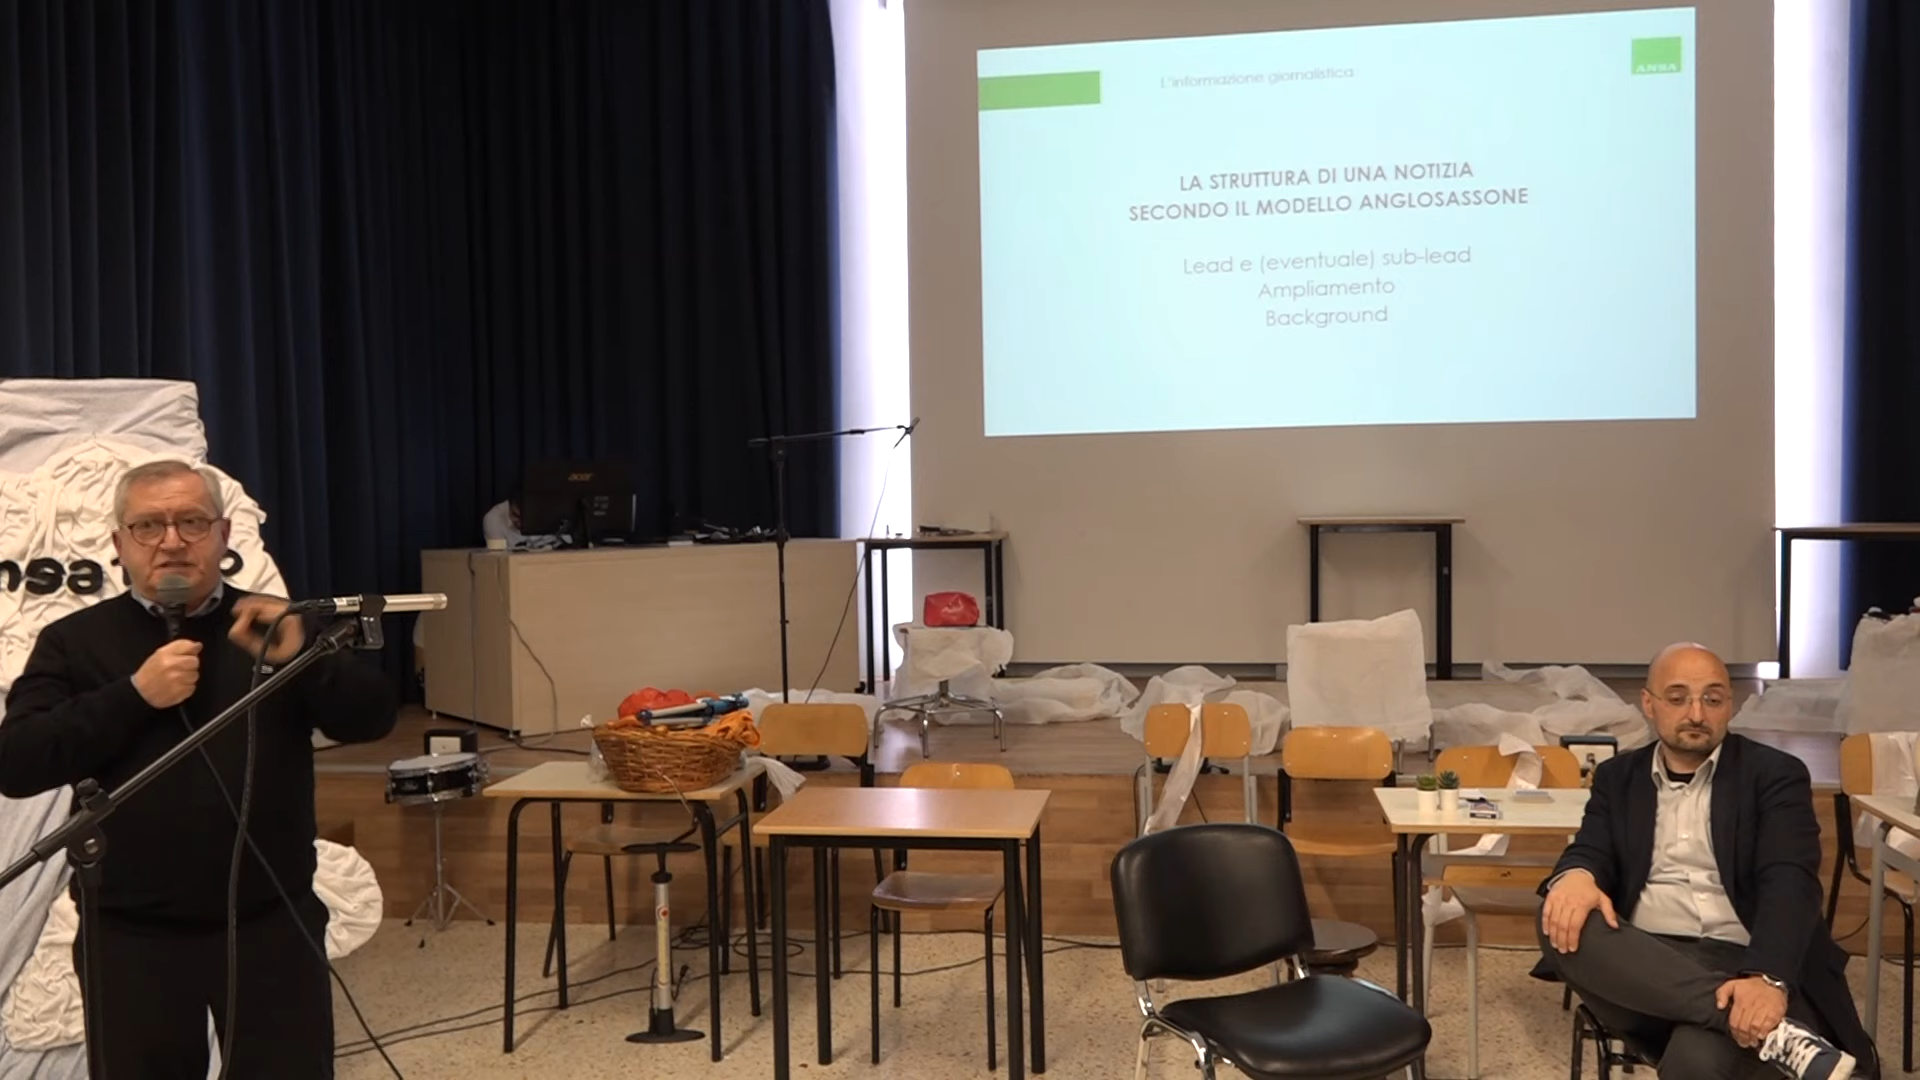 L'informazione giornalistica
ANSA
LA STRUTTURA DI UNA NOTIZIA
SECONDO IL MODELLO ANGLOSASSONE
Lead e (eventuale) sub-lead
Ampliamento
Background
acer